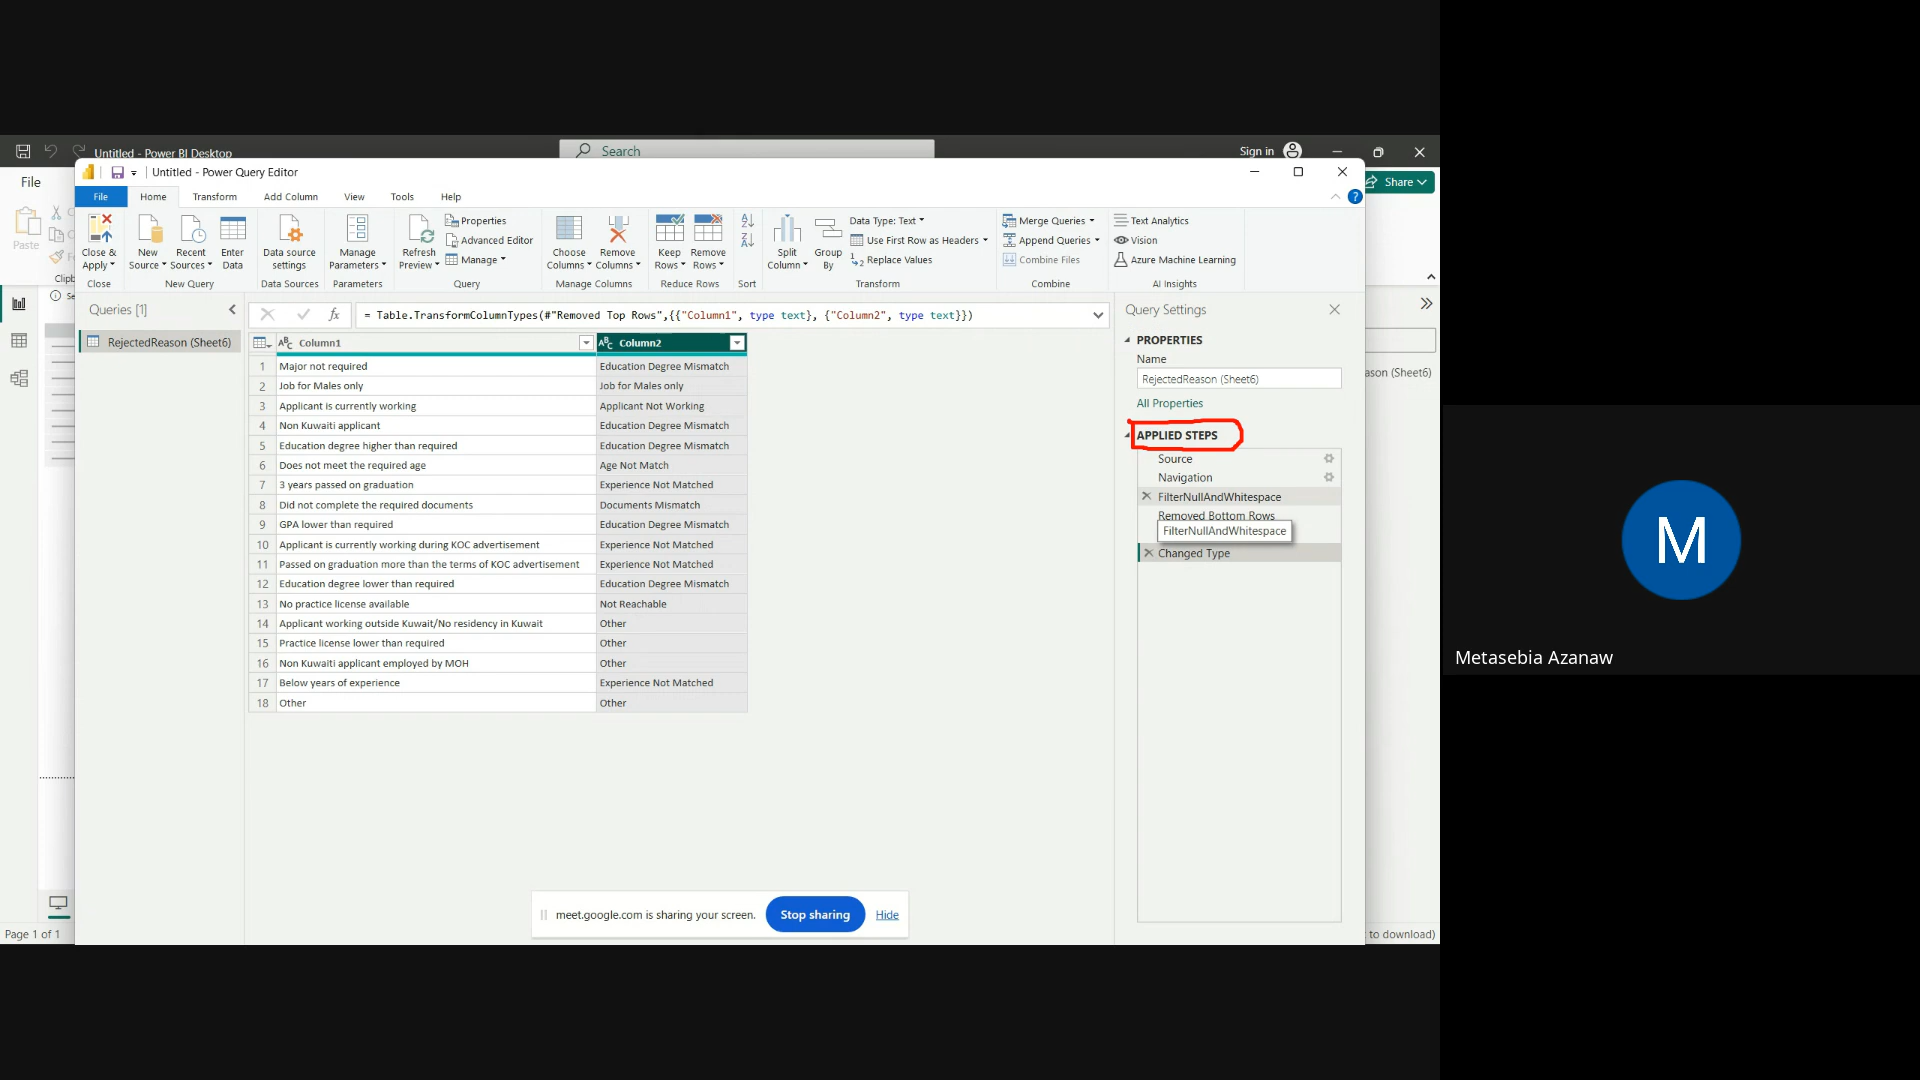 Untitled - Power BI Desktop
Search
Sign in
File
Share
Paste
Untitled - Power Query Editor
File Home Transform Add Column View Tools Help
Close & Apply
New Source
Recent Sources
Enter Data
Data source settings
Manage Parameters
Refresh Preview
Properties
Advanced Editor
Manage
Choose Columns
Remove Columns
Keep Rows
Remove Rows
Split Column
Group By
Data Type: Text
Use First Row as Headers
Replace Values
Merge Queries
Append Queries
Combine Files
Text Analytics
Vision
Azure Machine Learning
Close
New Query
Data Sources
Parameters
Query
Manage Columns
Reduce Rows
Sort
Transform
Combine
AI Insights
Clipb
Se
Queries [1]
RejectedReason (Sheet6)
fx
= Table.TransformColumnTypes(#"Removed Top Rows",{{"Column1", type text}, {"Column2", type text}})
ABC Column1 ABC Column2
1 Major not required Education Degree Mismatch
2 Job for Males only Job for Males only
3 Applicant is currently working Applicant Not Working
4 Non Kuwaiti applicant Education Degree Mismatch
5 Education degree higher than required Education Degree Mismatch
6 Does not meet the required age Age Not Match
7 3 years passed on graduation Experience Not Matched
8 Did not complete the required documents Documents Mismatch
9 GPA lower than required Education Degree Mismatch
10 Applicant is currently working during KOC advertisement Experience Not Matched
11 Passed on graduation more than the terms of KOC advertisement Experience Not Matched
12 Education degree lower than required Education Degree Mismatch
13 No practice license available Not Reachable
14 Applicant working outside Kuwait/No residency in Kuwait Other
15 Practice license lower than required Other
16 Non Kuwaiti applicant employed by MOH Other
17 Below years of experience Experience Not Matched
18 Other Other
Query Settings
PROPERTIES
Name
RejectedReason (Sheet6)
All Properties
APPLIED STEPS
Source
Navigation
FilterNullAndWhitespace
Removed Bottom Rows
FilterNullAndWhitespace
Changed Type
ason (Sheet6)
meet.google.com is sharing your screen.
Stop sharing
Hide
Page 1 of 1
to download)
M
Metasebia Azanaw